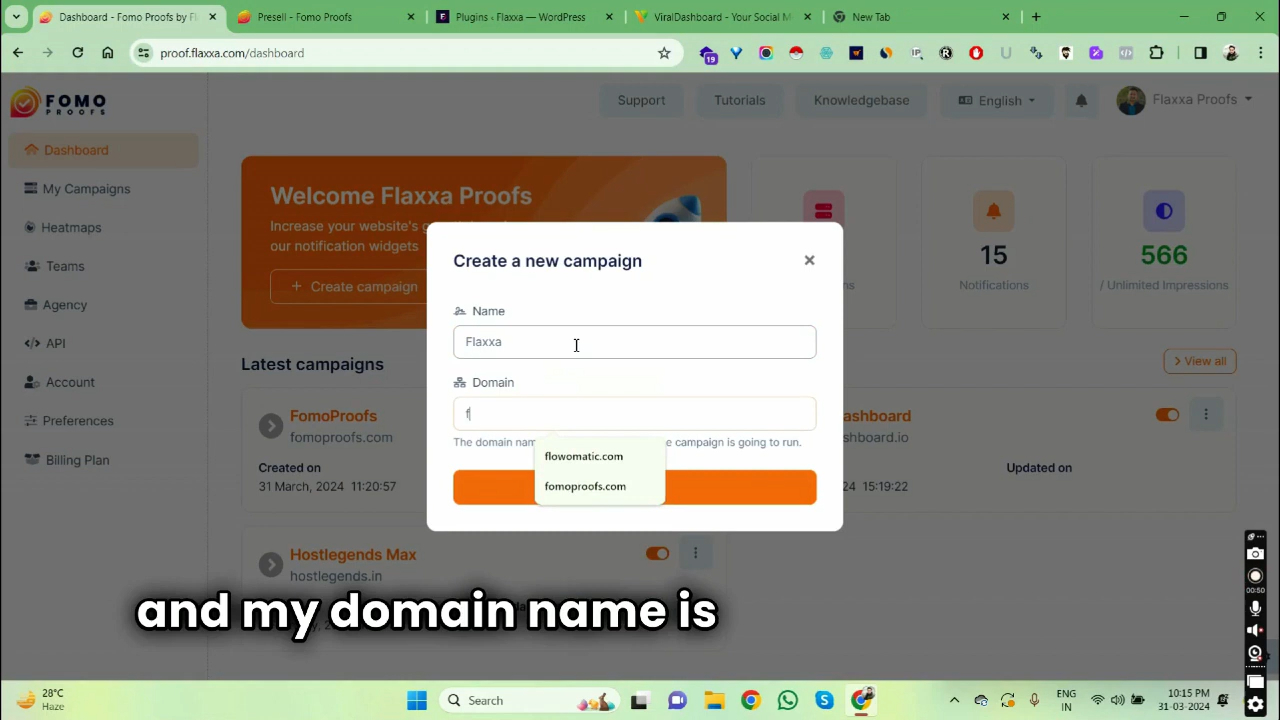 Dashboard - Fomo Proofs by Fl
Presell - Fomo Proofs
Plugins ‹ Flaxxa — WordPress
ViralDashboard - Your Social M
New Tab
proof.flaxxa.com/dashboard
19
FOMO
PROOFS
Support
Tutorials
Knowledgebase
English
Flaxxa Proofs
Dashboard
My Campaigns
Heatmaps
Teams
Agency
API
Account
Preferences
Billing Plan
Welcome Flaxxa Proofs
Increase your website's g
our notification widgets
Create campaign
15
Notifications
566
/ Unlimited Impressions
Latest campaigns
View all
FomoProofs
fomoproofs.com
Created on
31 March, 2024 11:20:57
Updated on
15:19:22
Hostlegends Max
hostlegends.in
Create a new campaign
Name
Flaxxa
Domain
f
The domain nam
e campaign is going to run.
flowomatic.com
fomoproofs.com
and my domain name is
00:50
28°C
Haze
Search
ENG
IN
10:15 PM
31-03-2024